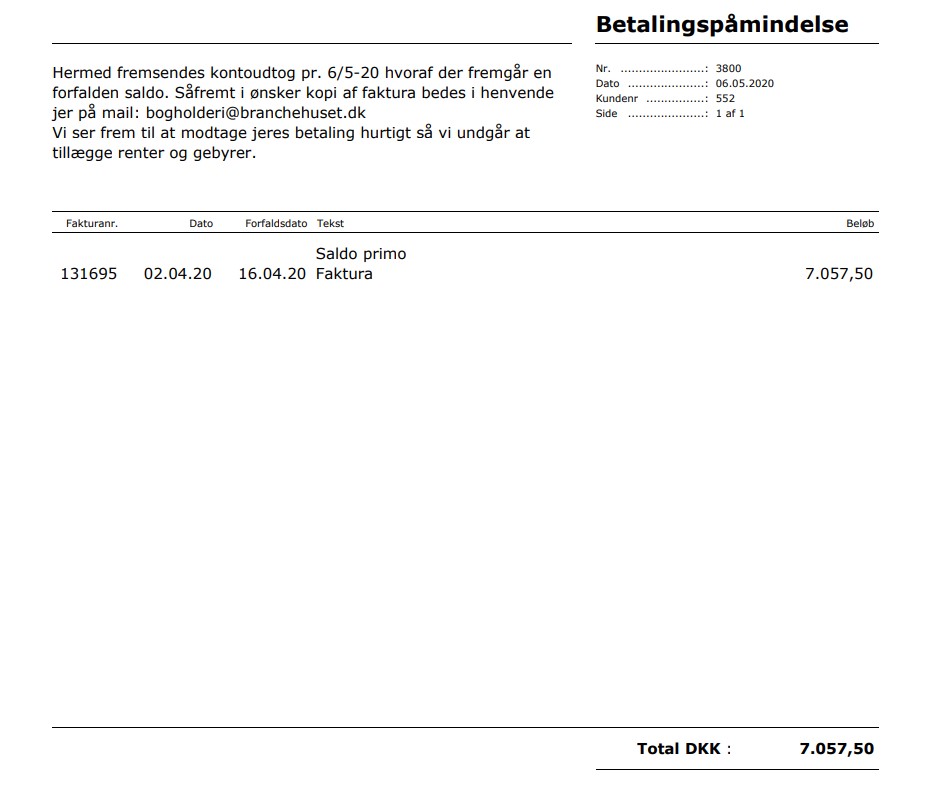 Betalingspåmindelse
Hermed fremsendes kontoudtog pr. 6/5-20 hvoraf der fremgår en
forfalden saldo. Såfremt i ønsker kopi af faktura bedes i henvende
jer på mail: bogholderi@branchehuset.dk
Vi ser frem til at modtage jeres betaling hurtigt så vi undgår at
tillægge renter og gebyrer.
Nr. .......................: 3800
Dato .....................: 06.05.2020
Kundenr ................: 552
Side .....................: 1 af 1
Fakturanr. Dato Forfaldsdato Tekst Beløb
Saldo primo
131695 02.04.20 16.04.20 Faktura 7.057,50
Total DKK : 7.057,50